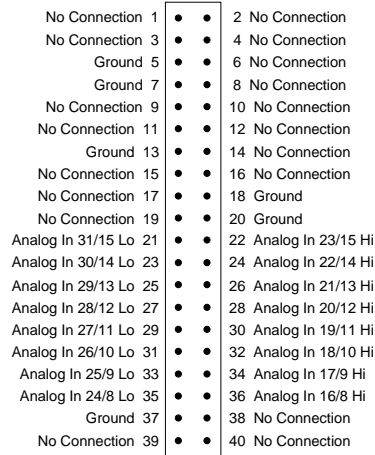 No Connection 1 2 No Connection
No Connection 3 4 No Connection
Ground 5 6 No Connection
Ground 7 8 No Connection
No Connection 9 10 No Connection
No Connection 11 12 No Connection
Ground 13 14 No Connection
No Connection 15 16 No Connection
No Connection 17 18 Ground
No Connection 19 20 Ground
Analog In 31/15 Lo 21 22 Analog In 23/15 Hi
Analog In 30/14 Lo 23 24 Analog In 22/14 Hi
Analog In 29/13 Lo 25 26 Analog In 21/13 Hi
Analog In 28/12 Lo 27 28 Analog In 20/12 Hi
Analog In 27/11 Lo 29 30 Analog In 19/11 Hi
Analog In 26/10 Lo 31 32 Analog In 18/10 Hi
Analog In 25/9 Lo 33 34 Analog In 17/9 Hi
Analog In 24/8 Lo 35 36 Analog In 16/8 Hi
Ground 37 38 No Connection
No Connection 39 40 No Connection